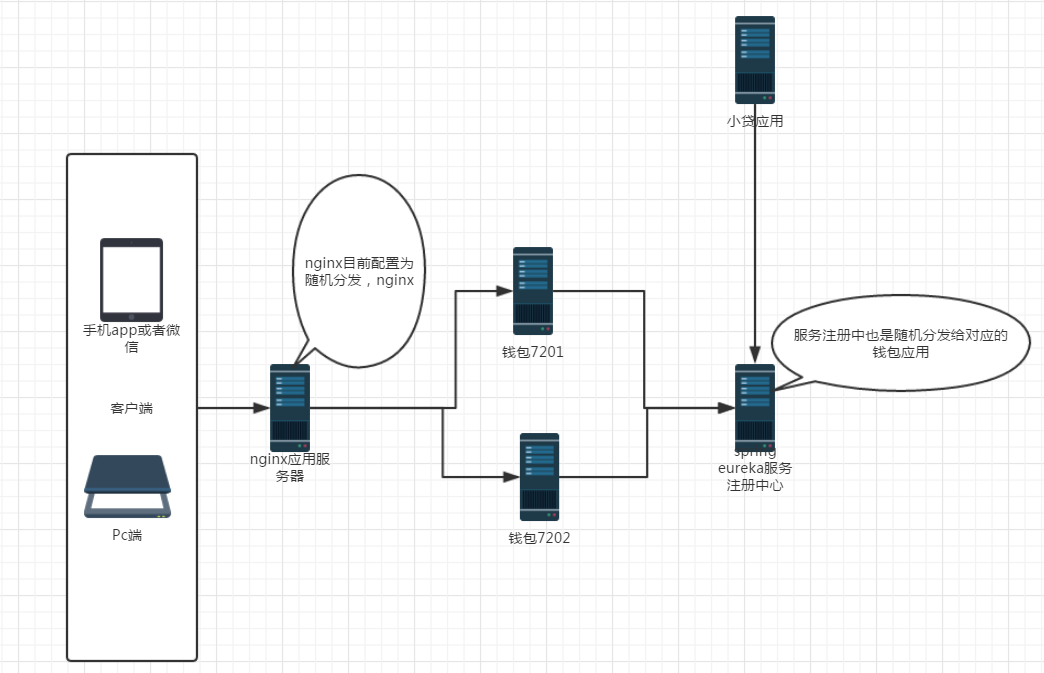 小贷应用
nginx目前配置为
随机分发，nginx
手机app或者微
信
客户端
Pc端
nginx应用服
务器
钱包7201
钱包7202
服务注册中也是随机分发给对应的
钱包应用
spring
eureka服务
注册中心